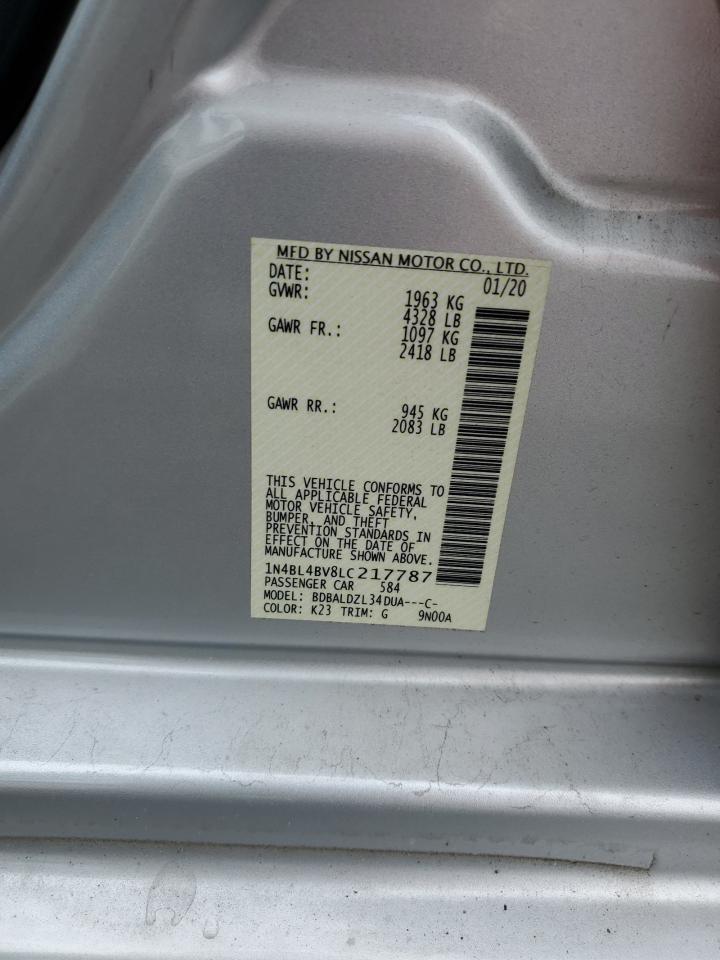 MFD BY NISSAN MOTOR CO., LTD.
DATE: 01/20
GVWR: 1963 KG
4328 LB
GAWR FR.: 1097 KG
2418 LB
GAWR RR.: 945 KG
2083 LB
THIS VEHICLE CONFORMS TO
ALL APPLICABLE FEDERAL
MOTOR VEHICLE SAFETY,
BUMPER, AND THEFT
PREVENTION STANDARDS IN
EFFECT ON THE DATE OF
MANUFACTURE SHOWN ABOVE.
1N4BL4BV8LC217787
PASSENGER CAR 584
MODEL: BDBALDZL34DUA---C-
COLOR: K23 TRIM: G 9N00A